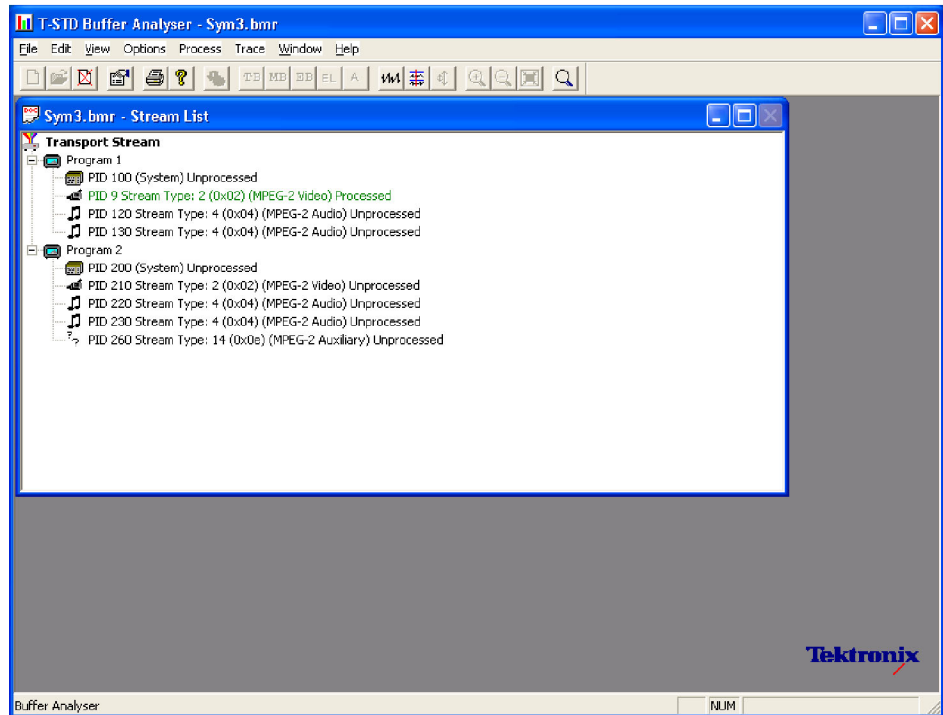 T-STD Buffer Analyser - Sym3.bmr
File Edit View Options Process Trace Window Help
TB MB EB EL A
Sym3.bmr - Stream List
Transport Stream
Program 1
PID 100 (System) Unprocessed
PID 9 Stream Type: 2 (0x02) (MPEG-2 Video) Processed
PID 120 Stream Type: 4 (0x04) (MPEG-2 Audio) Unprocessed
PID 130 Stream Type: 4 (0x04) (MPEG-2 Audio) Unprocessed
Program 2
PID 200 (System) Unprocessed
PID 210 Stream Type: 2 (0x02) (MPEG-2 Video) Unprocessed
PID 220 Stream Type: 4 (0x04) (MPEG-2 Audio) Unprocessed
PID 230 Stream Type: 4 (0x04) (MPEG-2 Audio) Unprocessed
PID 260 Stream Type: 14 (0x0e) (MPEG-2 Auxiliary) Unprocessed
Tektronix
Buffer Analyser NUM